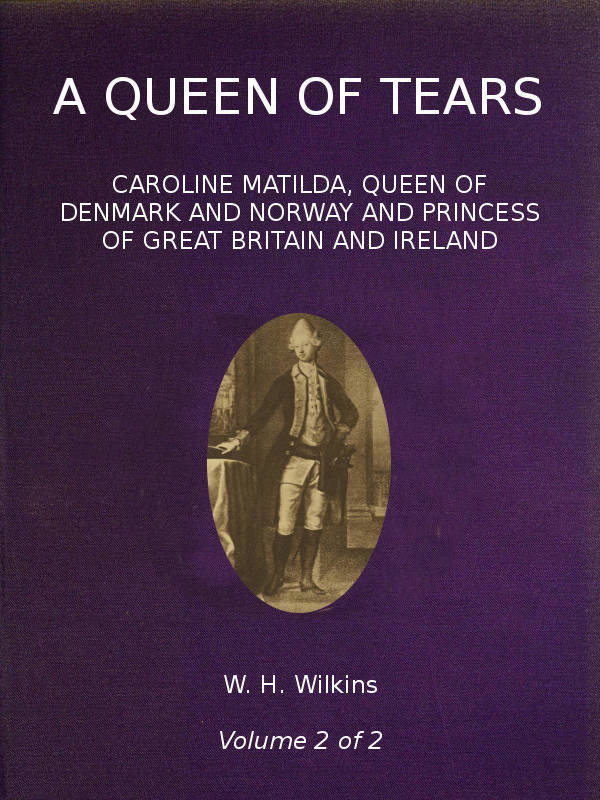 A QUEEN OF TEARS
CAROLINE MATILDA, QUEEN OF
DENMARK AND NORWAY AND PRINCESS
OF GREAT BRITAIN AND IRELAND
W. H. Wilkins
Volume 2 of 2